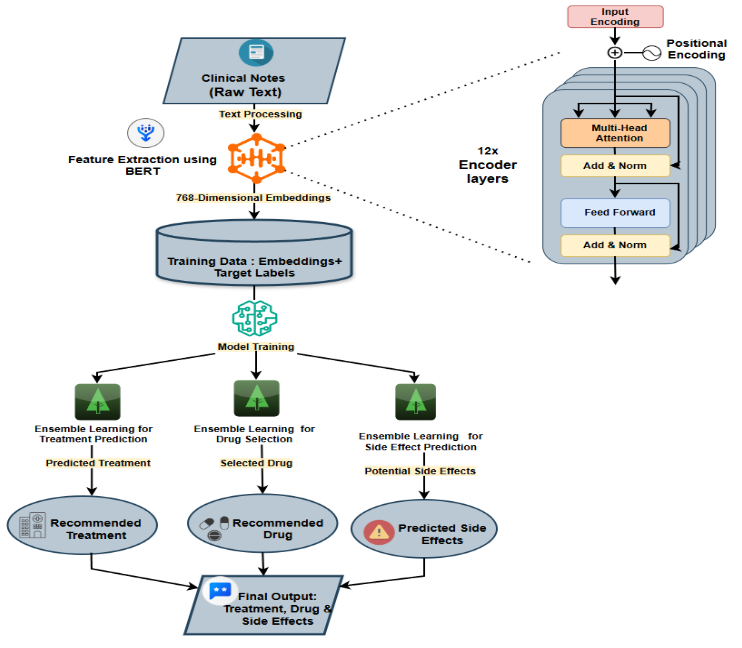 Input
Encoding
Positional
Encoding
Clinical Notes
(Raw Text)
Text Processing
Feature Extraction using
BERT
12x
Encoder
layers
Multi-Head
Attention
Add & Norm
Feed Forward
Add & Norm
768-Dimensional Embeddings
Training Data : Embeddings+
Target Labels
Model Training
Ensemble Learning for
Treatment Prediction
Ensemble Learning for
Drug Selection
Ensemble Learning for
Side Effect Prediction
Predicted Treatment
Selected Drug
Potential Side Effects
Recommended
Treatment
Recommended
Drug
Predicted Side
Effects
Final Output:
Treatment, Drug &
Side Effects